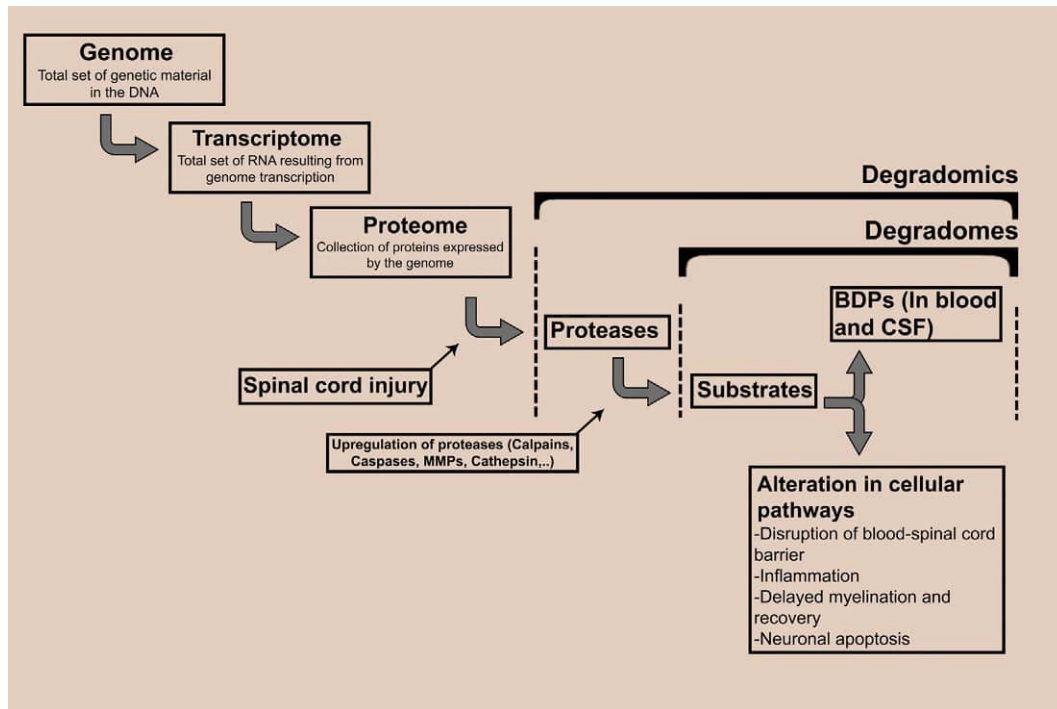 Genome
Total set of genetic material
in the DNA
Transcriptome
Total set of RNA resulting from
genome transcription
Proteome
Collection of proteins expressed
by the genome
Degradomics
Degradomes
BDPs (In blood
and CSF)
Proteases
Spinal cord injury
Substrates
Upregulation of proteases (Calpains,
Caspases, MMPs, Cathepsin,..)
Alteration in cellular
pathways
-Disruption of blood-spinal cord
barrier
-Inflammation
-Delayed myelination and
recovery
-Neuronal apoptosis